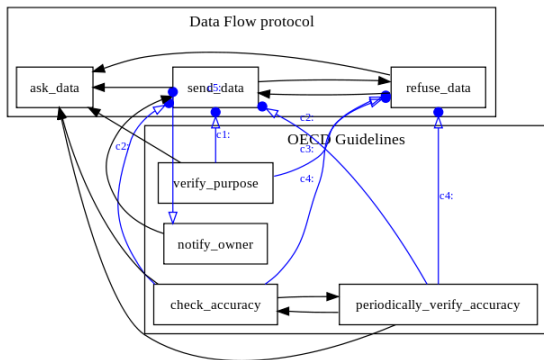 Data Flow protocol
ask_data
send_data
refuse_data
c5:
c2:
c1:
OECD Guidelines
c2:
c3:
c4:
verify_purpose
c4:
notify_owner
check_accuracy
periodically_verify_accuracy